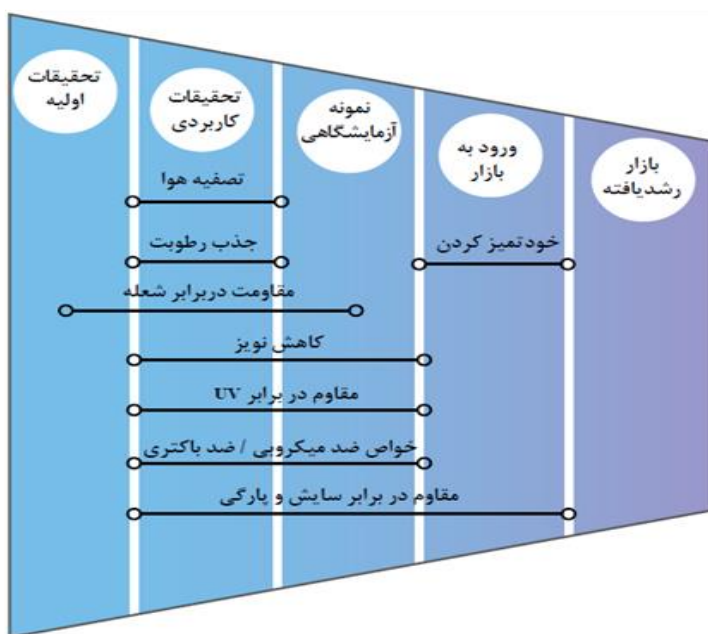 تحقیقات
اولیه
تحقیقات
کاربردی
نمونه
آزمایشگاهی
ورود به
بازار
بازار
رشدیافته
تصفیه هوا
جذب رطوبت
خودتمیز کردن
مقاومت دربرابر شعله
کاهش نویز
مقاوم در برابر UV
خواص ضد میکروبی / ضد باکتری
مقاوم در برابر سایش و پارگی